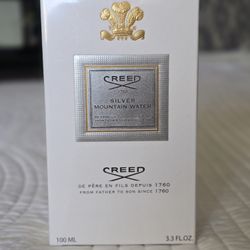 CREED
SILVER
MOUNTAIN WATER
CREED
DE PÈRE EN FILS DEPUIS 1760
FROM FATHER TO SON SINCE 1760
100 ML 3.3 FL.OZ.